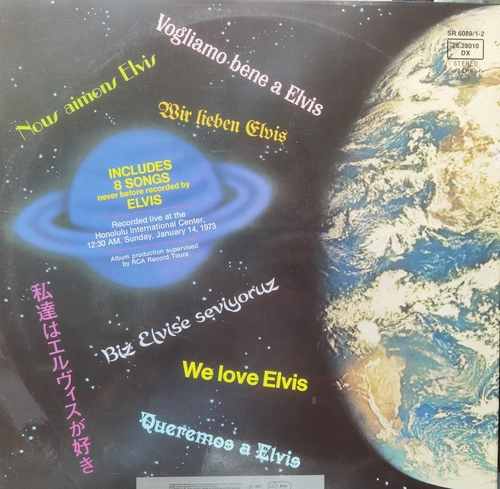 Vogliamo bene a Elvis
SR 6089/1-2
26.28010
DX
STEREO
Nous aimons Elvis
Wir lieben Elvis
INCLUDES
8 SONGS
never before recorded by
ELVIS
Recorded live at the
Honolulu International Center,
12:30 AM. Sunday, January 14, 1973
Album production supervised
by RCA Record Tours
私達はエルヴィスが好き
Biz Elvis'e seviyoruz
We love Elvis
Queremos a Elvis